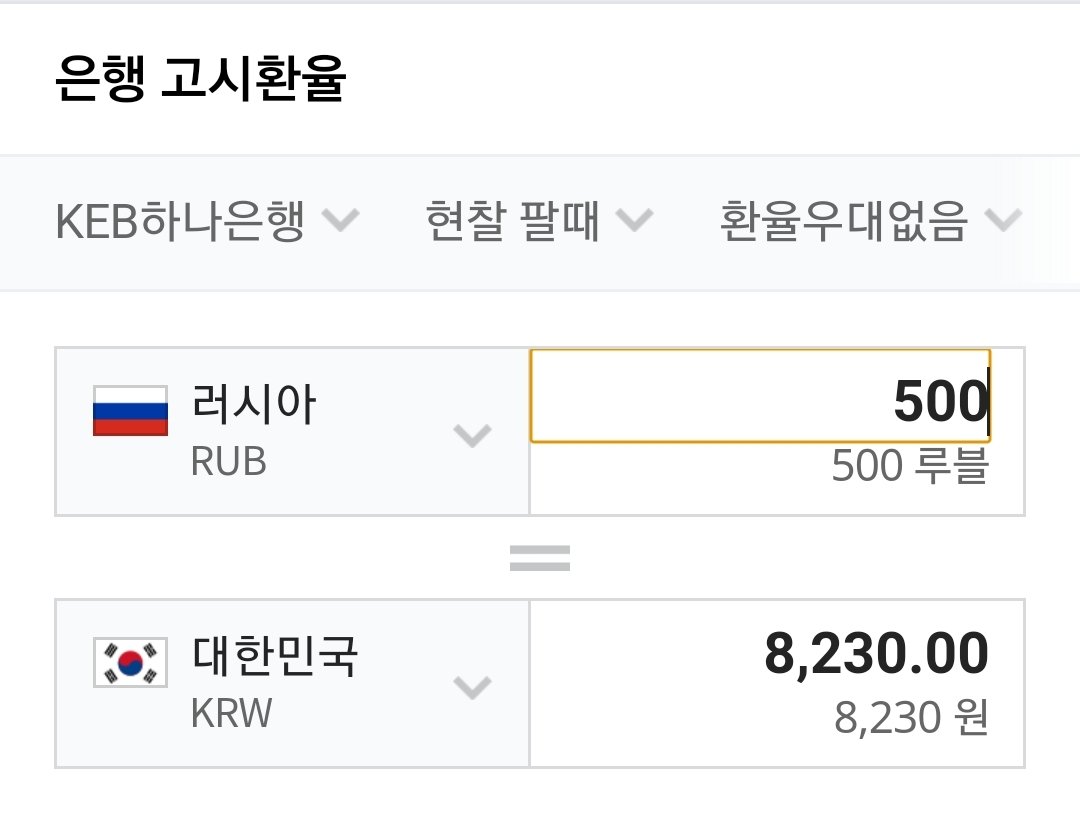 은행 고시환율
KEB하나은행 현찰 팔때 환율우대없음
러시아 500
RUB 500 루블
대한민국 8,230.00
KRW 8,230 원